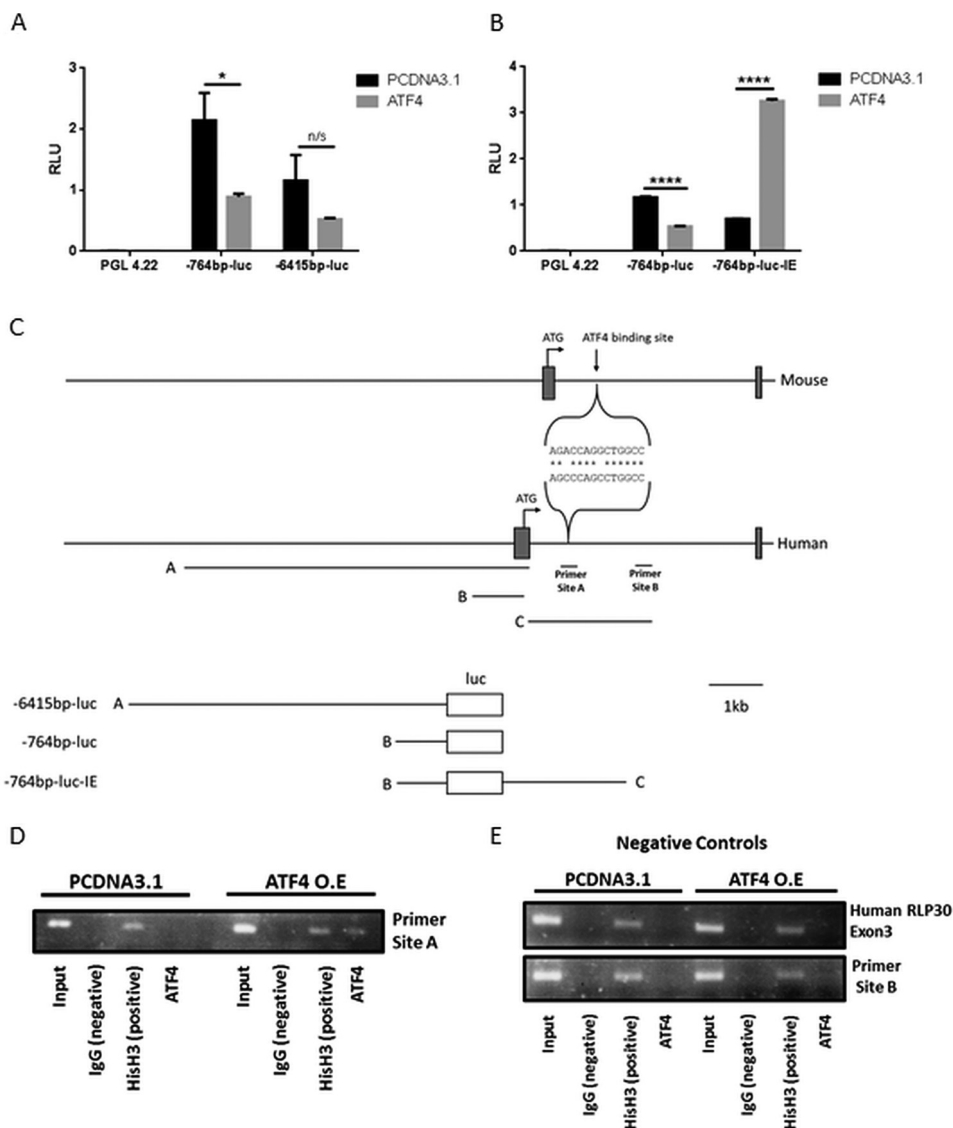 A
3
2
1
0
RLU
*
n/s
PCDNA3.1
ATF4
PGL 4.22
-764bp-luc
-6415bp-luc
B
4
3
2
1
0
RLU
****
****
PCDNA3.1
ATF4
PGL 4.22
-764bp-luc
-764bp-luc-IE
C
ATG
ATF4 binding site
Mouse
AGACCAGGCTGGCC
** **** ******
AGCCCAGCCTGGCC
ATG
Human
A
Primer
Site A
Primer
Site B
B
C
luc
-6415bp-luc A
1kb
-764bp-luc B
-764bp-luc-IE B C
D
PCDNA3.1 ATF4 O.E
Primer
Site A
Input
IgG (negative)
HisH3 (positive)
ATF4
Input
IgG (negative)
HisH3 (positive)
ATF4
E
Negative Controls
PCDNA3.1 ATF4 O.E
Human RLP30
Exon3
Primer
Site B
Input
IgG (negative)
HisH3 (positive)
ATF4
Input
IgG (negative)
HisH3 (positive)
ATF4